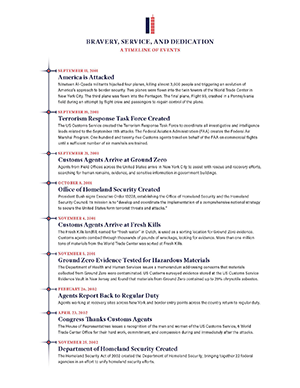 BRAVERY, SERVICE, AND DEDICATION
A TIMELINE OF EVENTS
SEPTEMBER 11, 2001
America is Attacked
Nineteen Al-Qaeda militants hijacked four planes, killing almost 3,000 people and triggering an evolution of
America's approach to border security. Two planes were flown into the twin towers of the World Trade Center in
New York City. The third plane was flown into the Pentagon. The final plane, Flight 93, crashed in a Pennsylvania
field during an attempt by flight crew and passengers to regain control of the plane.
Terrorism Response Task Force Created
The US Customs Service created the Terrorism Response Task Force to coordinate all investigative and intelligence
leads related to the September 11th attacks. The Federal Aviation Administration (FAA) creates the Federal Air
Marshal Program. One hundred and twenty-five Customs agents travel on behalf of the FAA on commercial flights
until a sufficient number of air marshals are trained.
Customs Agents Arrive at Ground Zero
Agents from Field Offices across the United States arrive in New York City to assist with rescue and recovery efforts,
searching for human remains, evidence, and sensitive information in government buildings.
OCTOBER 8, 2001
Office of Homeland Security Created
President Bush signs Executive Order 13228, establishing the Office of Homeland Security and the Homeland
Security Council. Its mission is to "develop and coordinate the implementation of a comprehensive national strategy
to secure the United States from terrorist threats and attacks."
Customs Agents Arrive at Fresh Kills
The Fresh Kills landfill, named for "fresh water" in Dutch, is used as a sorting location for Ground Zero evidence.
Customs agents combed through thousands of pounds of wreckage, looking for evidence. More than one million
tons of materials from the World Trade Center was sorted at Fresh Kills.
Ground Zero Evidence Tested for Hazardous Materials
The Department of Health and Human Services issues a memorandum addressing concerns that materials
collected from Ground Zero were contaminated. US Customs surveyed evidence stored at the US Customs Service
Evidence Vault in New Jersey and found that materials from Ground Zero contained up to 20% chrysotile asbestos.
FEBRUARY 26, 2002
Agents Report Back to Regular Duty
Agents working at recovery sites across New York and border entry points across the country return to regular duty.
APRIL 23, 2002
Congress Thanks Customs Agents
The House of Representatives issues a recognition of the men and women of the US Customs Service, 6 World
Trade Center Office for their hard work, commitment, and compassion during and immediately after the attacks.
NOVEMBER 25, 2002
Department of Homeland Security Created
The Homeland Security Act of 2002 created the Department of Homeland Security, bringing together 22 federal
agencies in an effort to unify homeland security efforts.